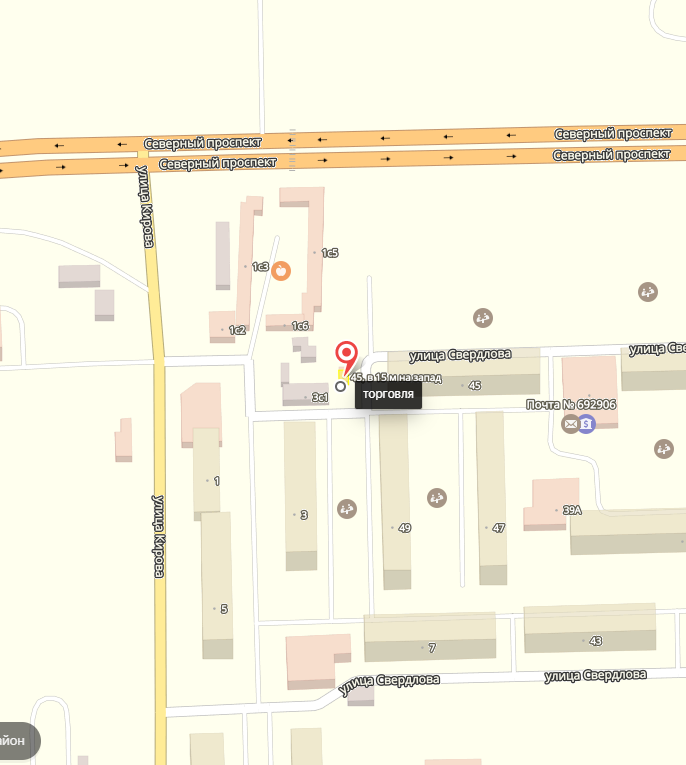 Северный проспект
Северный проспект
Северный проспект
Северный проспект
улица Кирова
1с5
1с3
1с2
1с6
улица Свердлова
улица Све
45, в 15 м на запад
45
торговля
3с1
Почта № 692906
1
3
49
47
39А
улица Кирова
5
7
43
улица Свердлова
улица Свердлова
йон